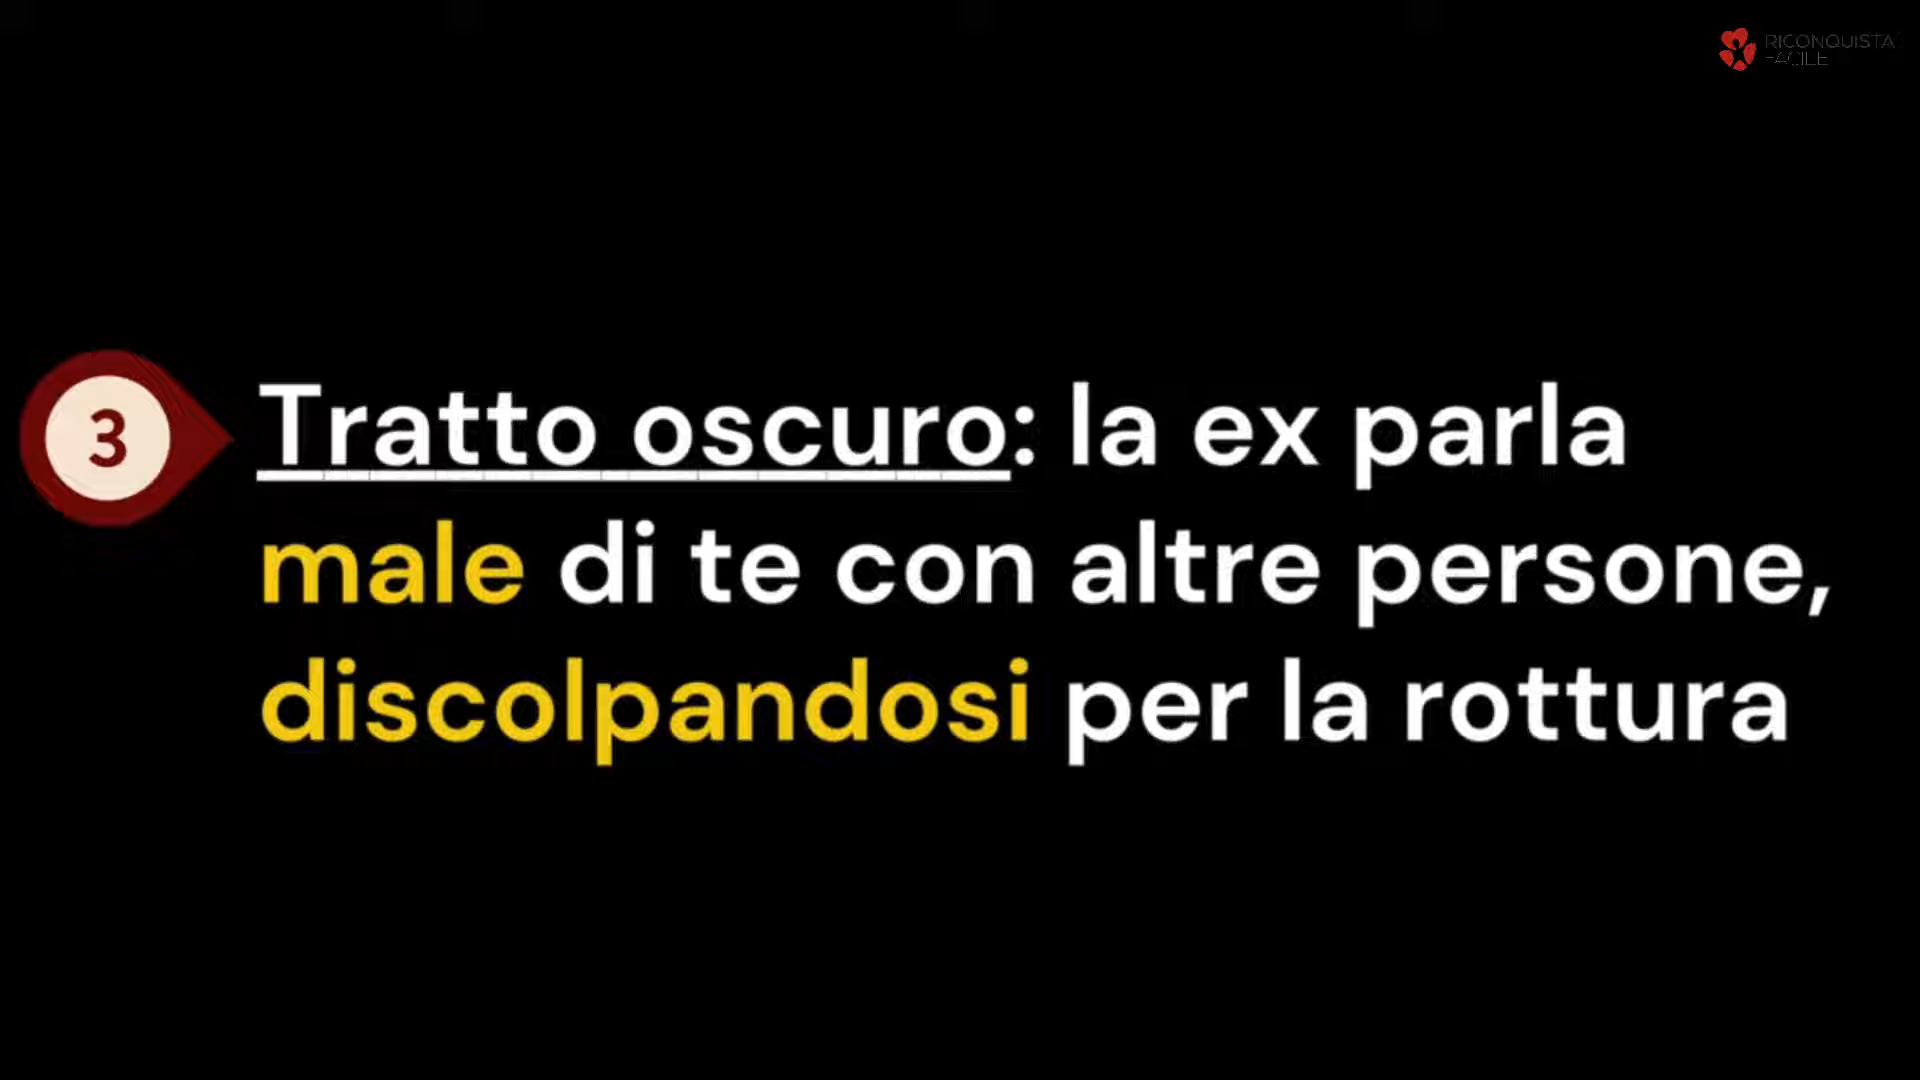 RICONQUISTA
FACILE
3
Tratto oscuro: la ex parla
male di te con altre persone,
discolpandosi per la rottura